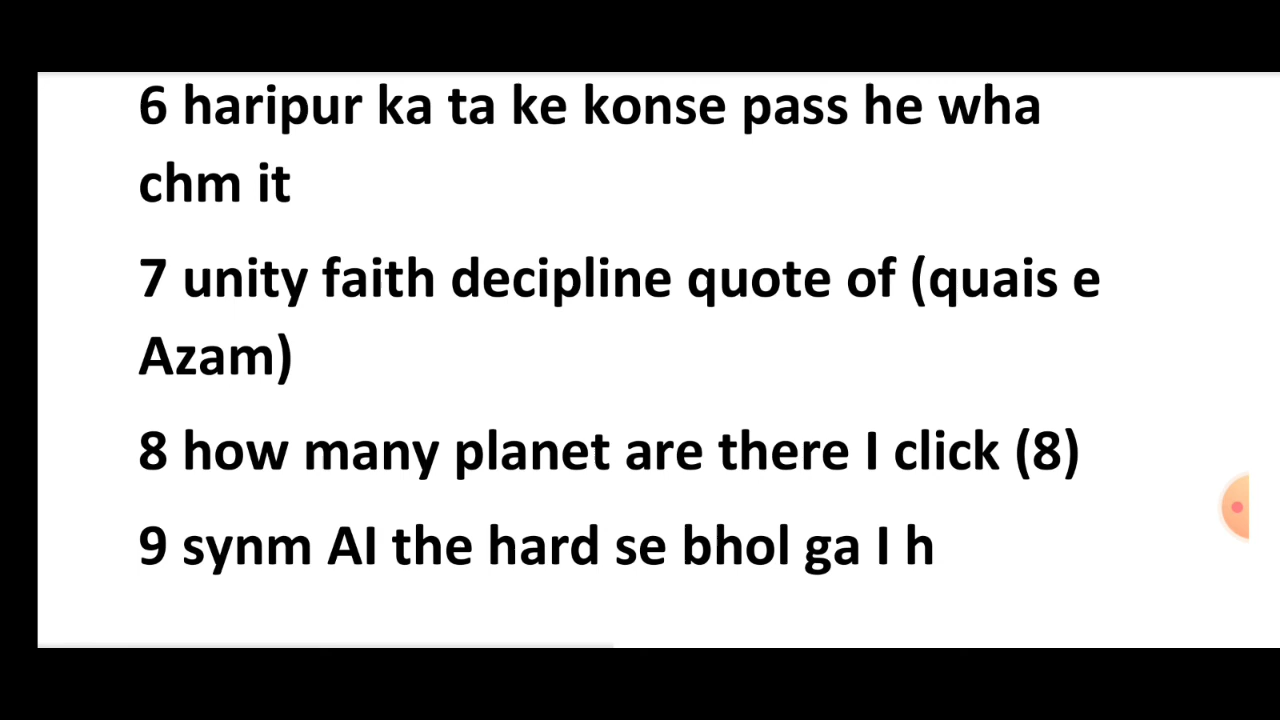 6 haripur ka ta ke konse pass he wha
chm it
7 unity faith decipline quote of (quais e
Azam)
8 how many planet are there I click (8)
9 synm AI the hard se bhol ga I h